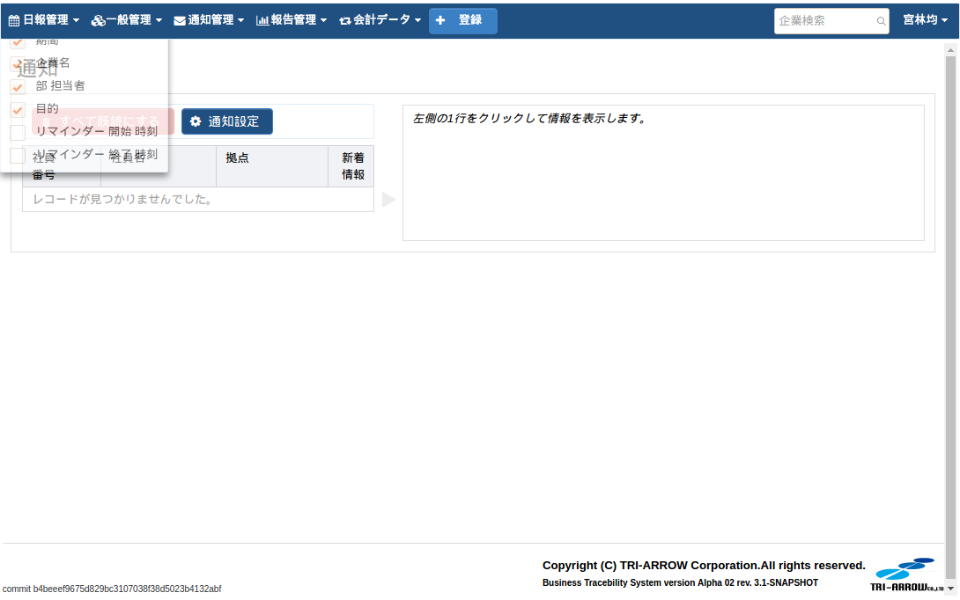 日報管理 一般管理 通知管理 報告管理 会計データ 登録 企業検索 宮林均
期間
企業名
通知
部 担当者
目的
すべて既読にする 通知設定
リマインダー 開始 時刻
リマインダー 終了 時刻
社員番号 社員名 拠点 新着情報
レコードが見つかりませんでした。
左側の1行をクリックして情報を表示します。
Copyright (C) TRI-ARROW Corporation.All rights reserved.
Business Tracebility System version Alpha 02 rev. 3.1-SNAPSHOT
TRI-ARROW CO.,LTD
commit b4beeef9675d829bc3107038f38d5023b4132abf